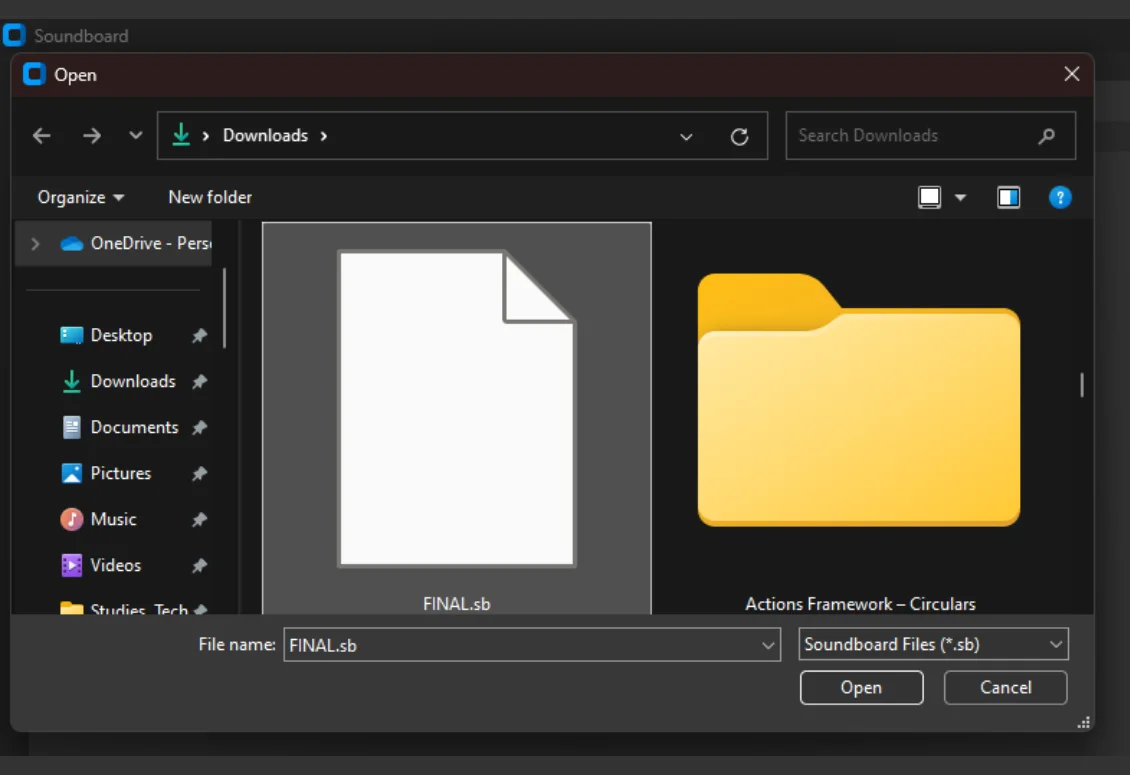 Soundboard
Open
Downloads
Search Downloads
Organize
New folder
OneDrive - Pers
Desktop
Downloads
Documents
Pictures
Music
Videos
Studies_Tech
FINAL.sb
Actions Framework – Circulars
File name:
FINAL.sb
Soundboard Files (*.sb)
Open
Cancel